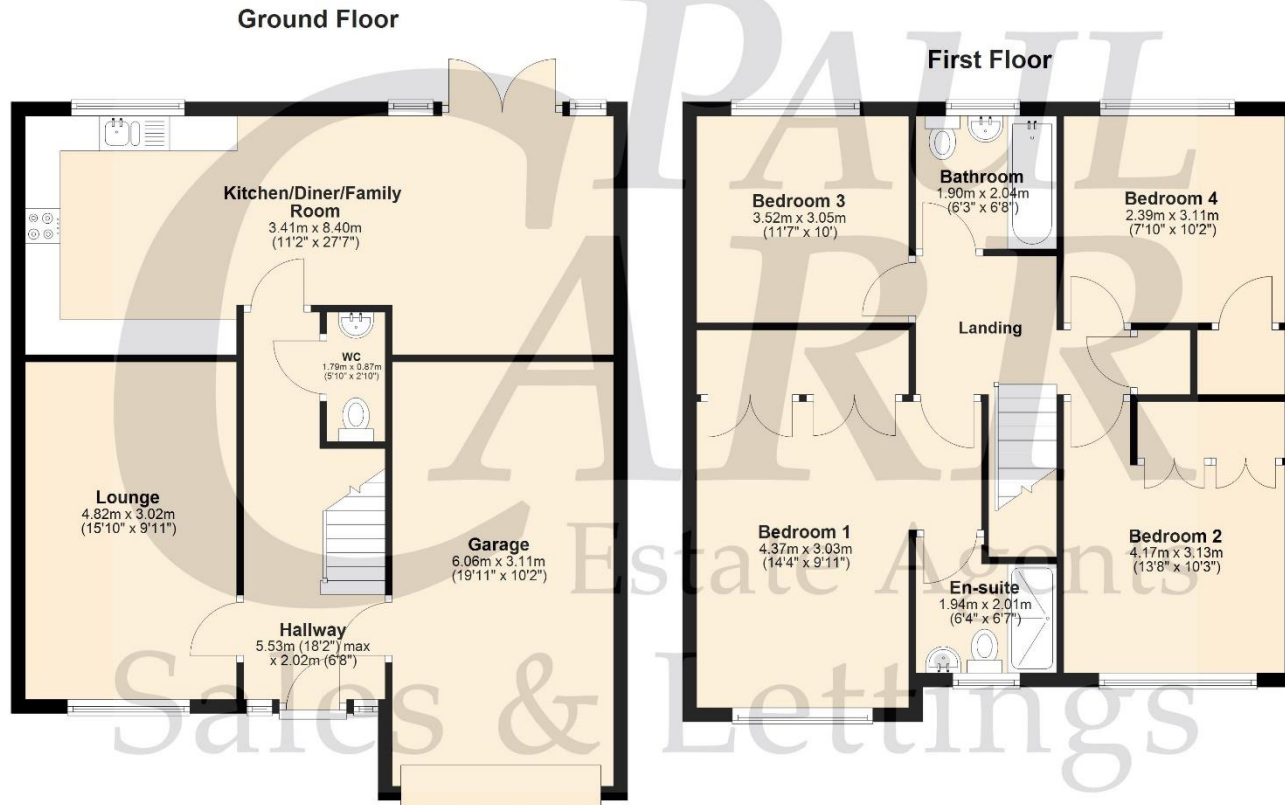 Ground Floor
Kitchen/Diner/Family
Room
3.41m x 8.40m
(11'2" x 27'7")
WC
1.79m x 0.87m
(5'10" x 2'10")
Lounge
4.82m x 3.02m
(15'10" x 9'11")
Garage
6.06m x 3.11m
(19'11" x 10'2")
Hallway
5.53m (18'2") max
x 2.02m (6'8")
First Floor
Bedroom 3
3.52m x 3.05m
(11'7" x 10')
Bathroom
1.90m x 2.04m
(6'3" x 6'8")
Bedroom 4
2.39m x 3.11m
(7'10" x 10'2")
Landing
Bedroom 1
4.37m x 3.03m
(14'4" x 9'11")
Bedroom 2
4.17m x 3.13m
(13'8" x 10'3")
En-suite
1.94m x 2.01m
(6'4" x 6'7")
PAUL
CARR
Estate Agents
Sales & Lettings